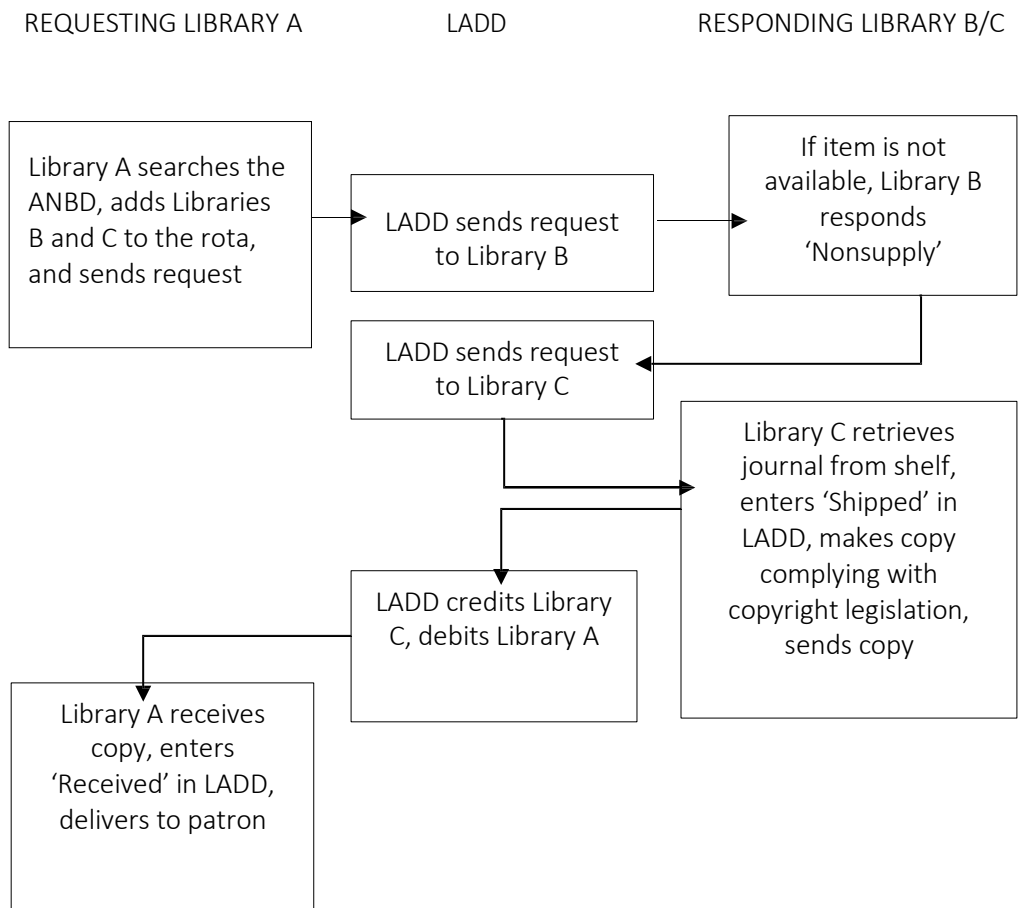 REQUESTING LIBRARY A
LADD
RESPONDING LIBRARY B/C
Library A searches the
ANBD, adds Libraries
B and C to the rota,
and sends request
LADD sends request
to Library B
If item is not
available, Library B
responds
‘Nonsupply’
LADD sends request
to Library C
Library C retrieves
journal from shelf,
enters ‘Shipped’ in
LADD, makes copy
complying with
copyright legislation,
sends copy
LADD credits Library
C, debits Library A
Library A receives
copy, enters
‘Received’ in LADD,
delivers to patron